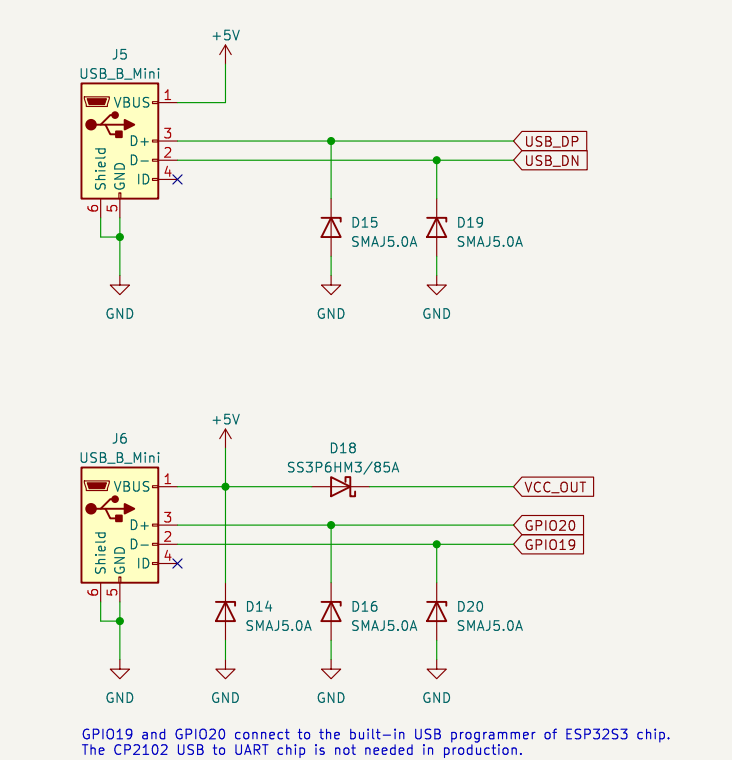 +5V
J5
USB_B_Mini
VBUS 1
D+ 3
D- 2
ID 4
Shield
GND
6
5
USB_DP
USB_DN
D15
SMAJ5.0A
D19
SMAJ5.0A
GND
GND
GND
+5V
J6
USB_B_Mini
D18
SS3P6HM3/85A
VBUS 1
D+ 3
D- 2
ID 4
Shield
GND
6
5
VCC_OUT
GPIO20
GPIO19
D14
SMAJ5.0A
D16
SMAJ5.0A
D20
SMAJ5.0A
GND
GND
GND
GND
GPIO19 and GPIO20 connect to the built-in USB programmer of ESP32S3 chip.
The CP2102 USB to UART chip is not needed in production.